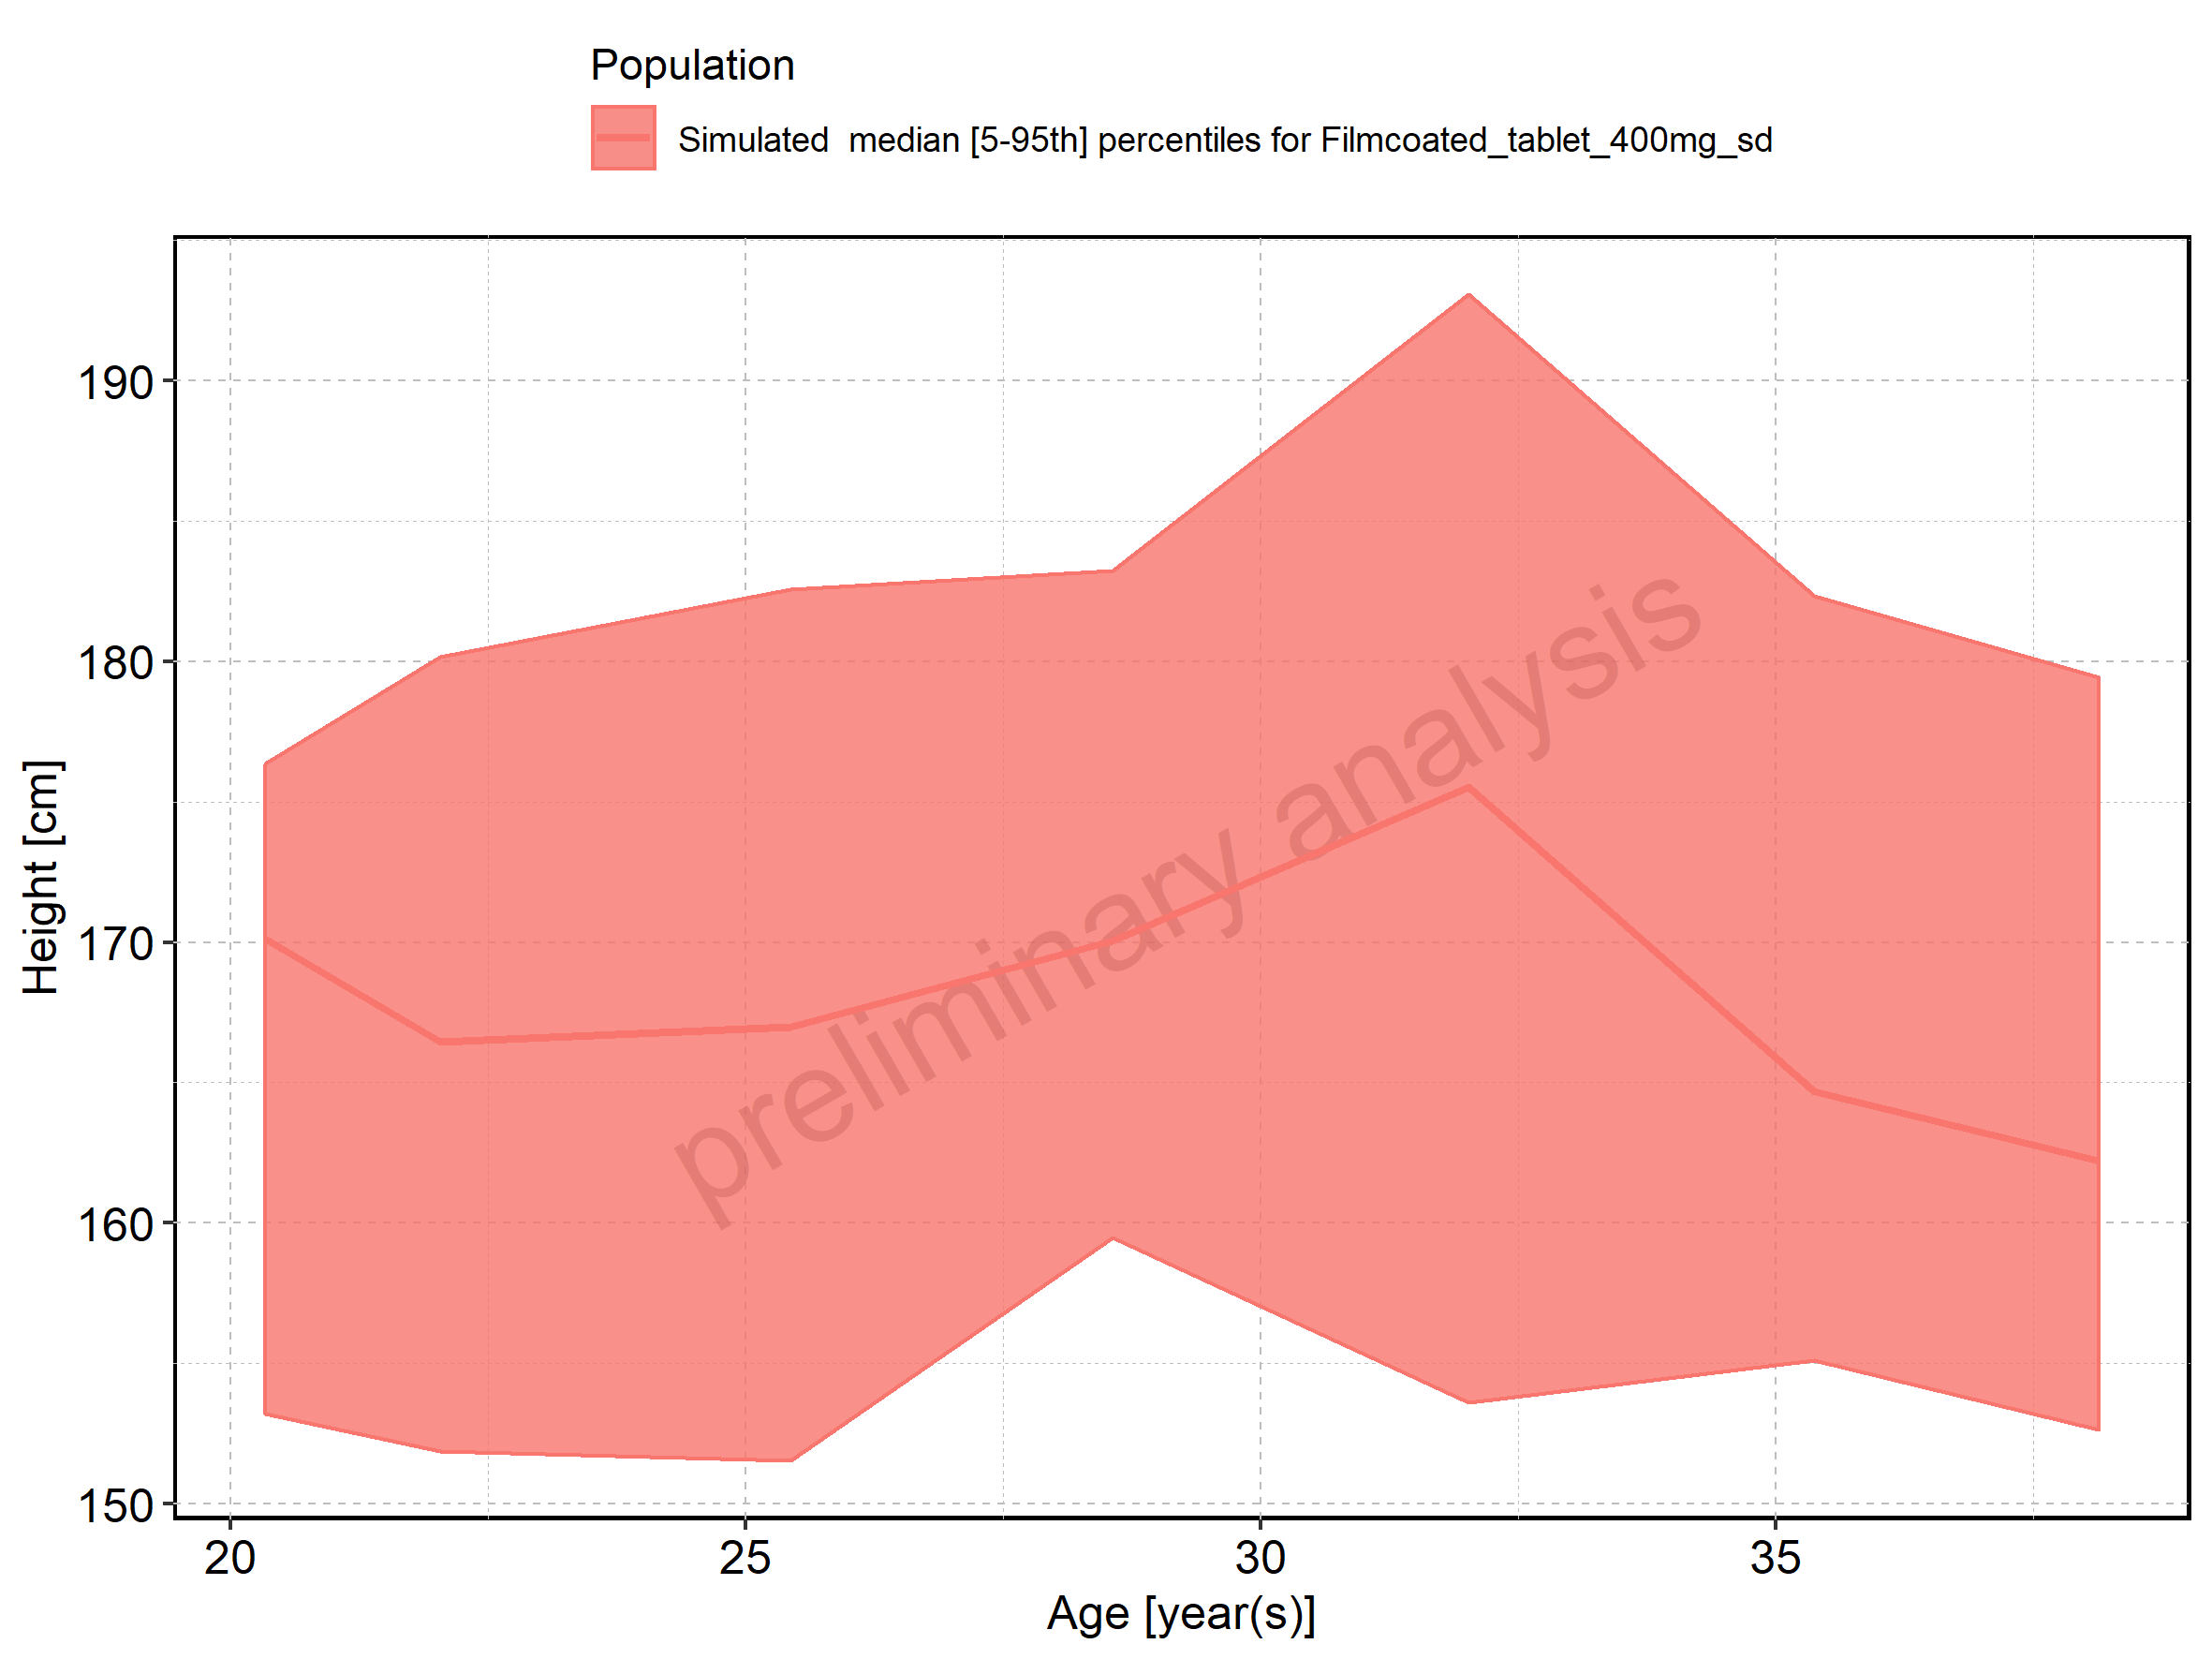 Population
Simulated  median [5-95th] percentiles for Filmcoated_tablet_400mg_sd
190
180
170
160
150
Height [cm]
preliminary analysis
20 25 30 35
Age [year(s)]